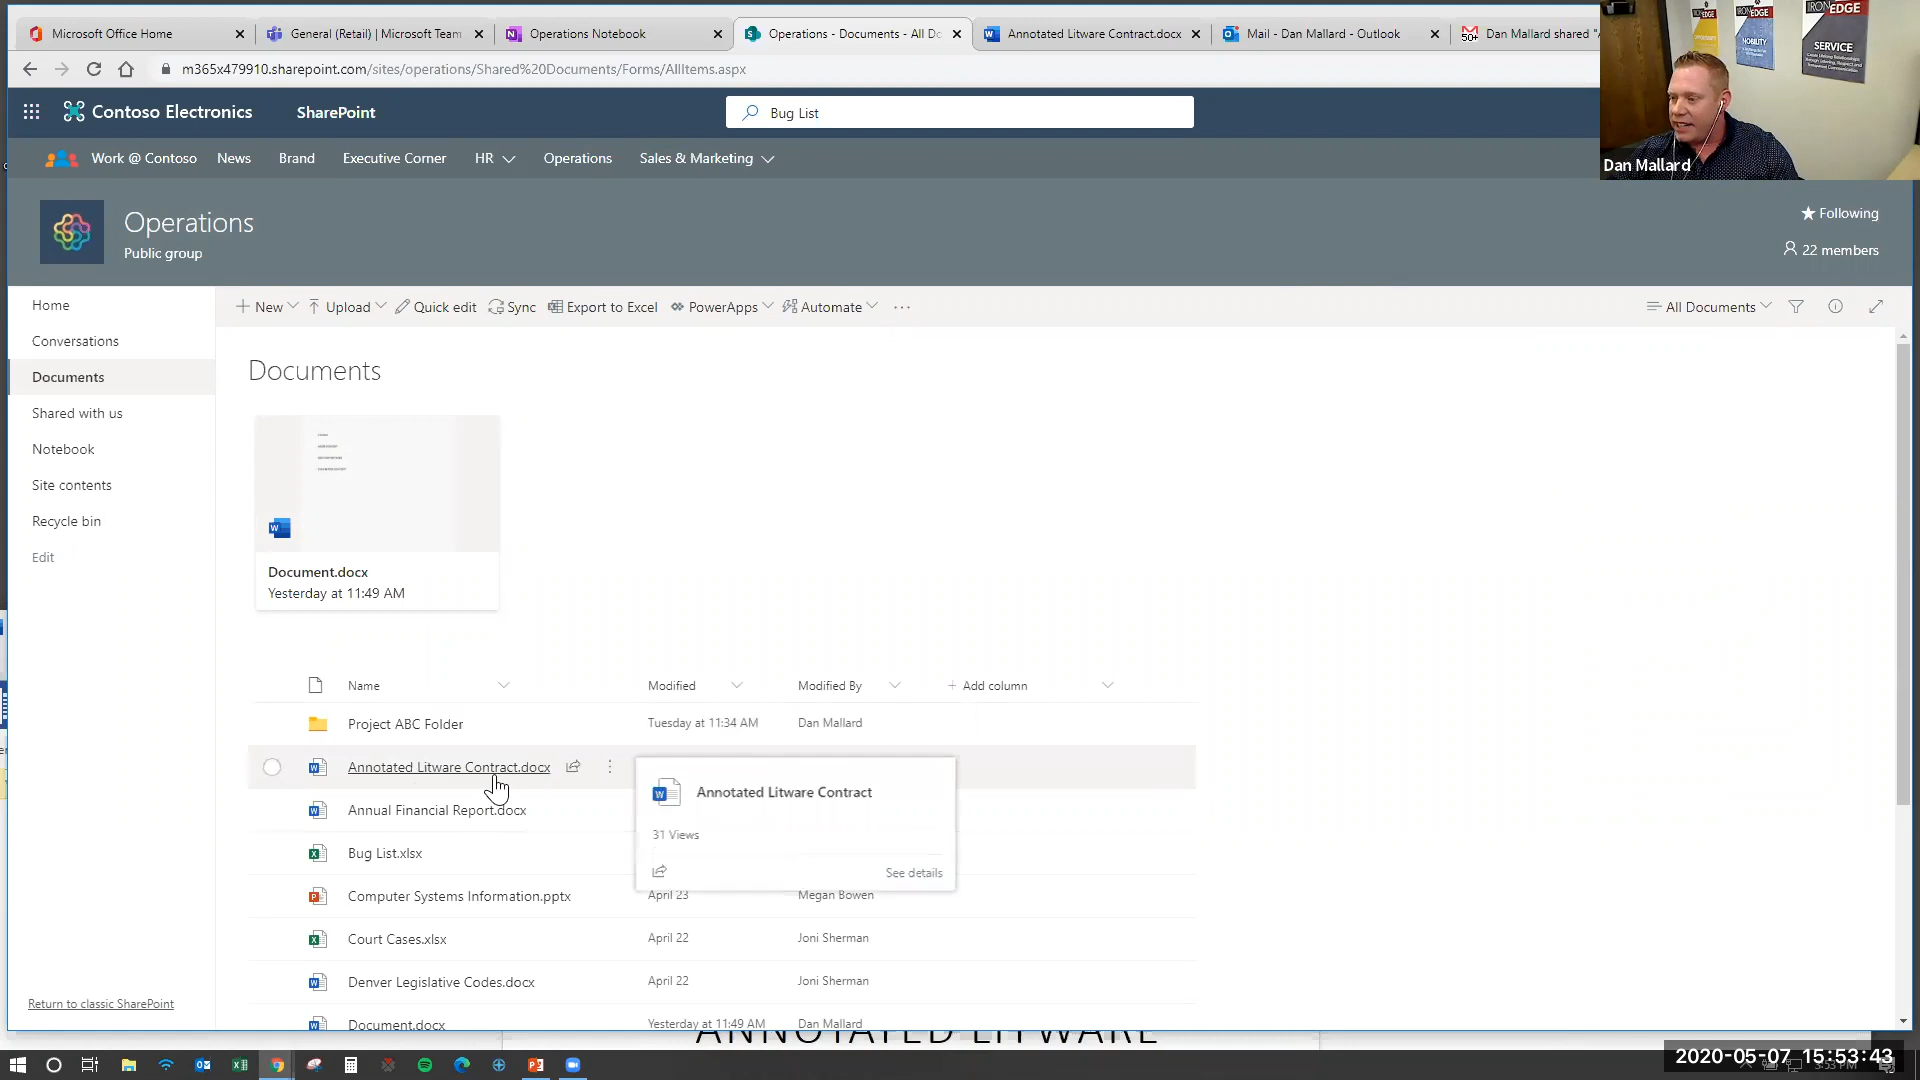 Microsoft Office Home
General (Retail) | Microsoft Team
Operations Notebook
Operations - Documents - All Do
Annotated Litware Contract.docx
Mail - Dan Mallard - Outlook
50+
Dan Mallard shared "A
m365x479910.sharepoint.com/sites/operations/Shared%20Documents/Forms/AllItems.aspx
IRON EDGE
NOBILITY
IRON EDGE
SERVICE
Dan Mallard
Contoso Electronics
SharePoint
Bug List
Work @ Contoso
News
Brand
Executive Corner
HR
Operations
Sales & Marketing
Operations
Public group
Following
22 members
Home
Conversations
Documents
Shared with us
Notebook
Site contents
Recycle bin
Edit
Return to classic SharePoint
New
Upload
Quick edit
Sync
Export to Excel
PowerApps
Automate
All Documents
Documents
Document.docx
Yesterday at 11:49 AM
Name Modified Modified By Add column
Project ABC Folder Tuesday at 11:34 AM Dan Mallard
Annotated Litware Contract.docx
Annual Financial Report.docx
Bug List.xlsx
Annotated Litware Contract
31 Views
See details
Computer Systems Information.pptx April 23 Megan Bowen
Court Cases.xlsx April 22 Joni Sherman
Denver Legislative Codes.docx April 22 Joni Sherman
Document.docx Yesterday at 11:49 AM Dan Mallard
ANNOTATED LITWARE
2020-05-07 15:53:43